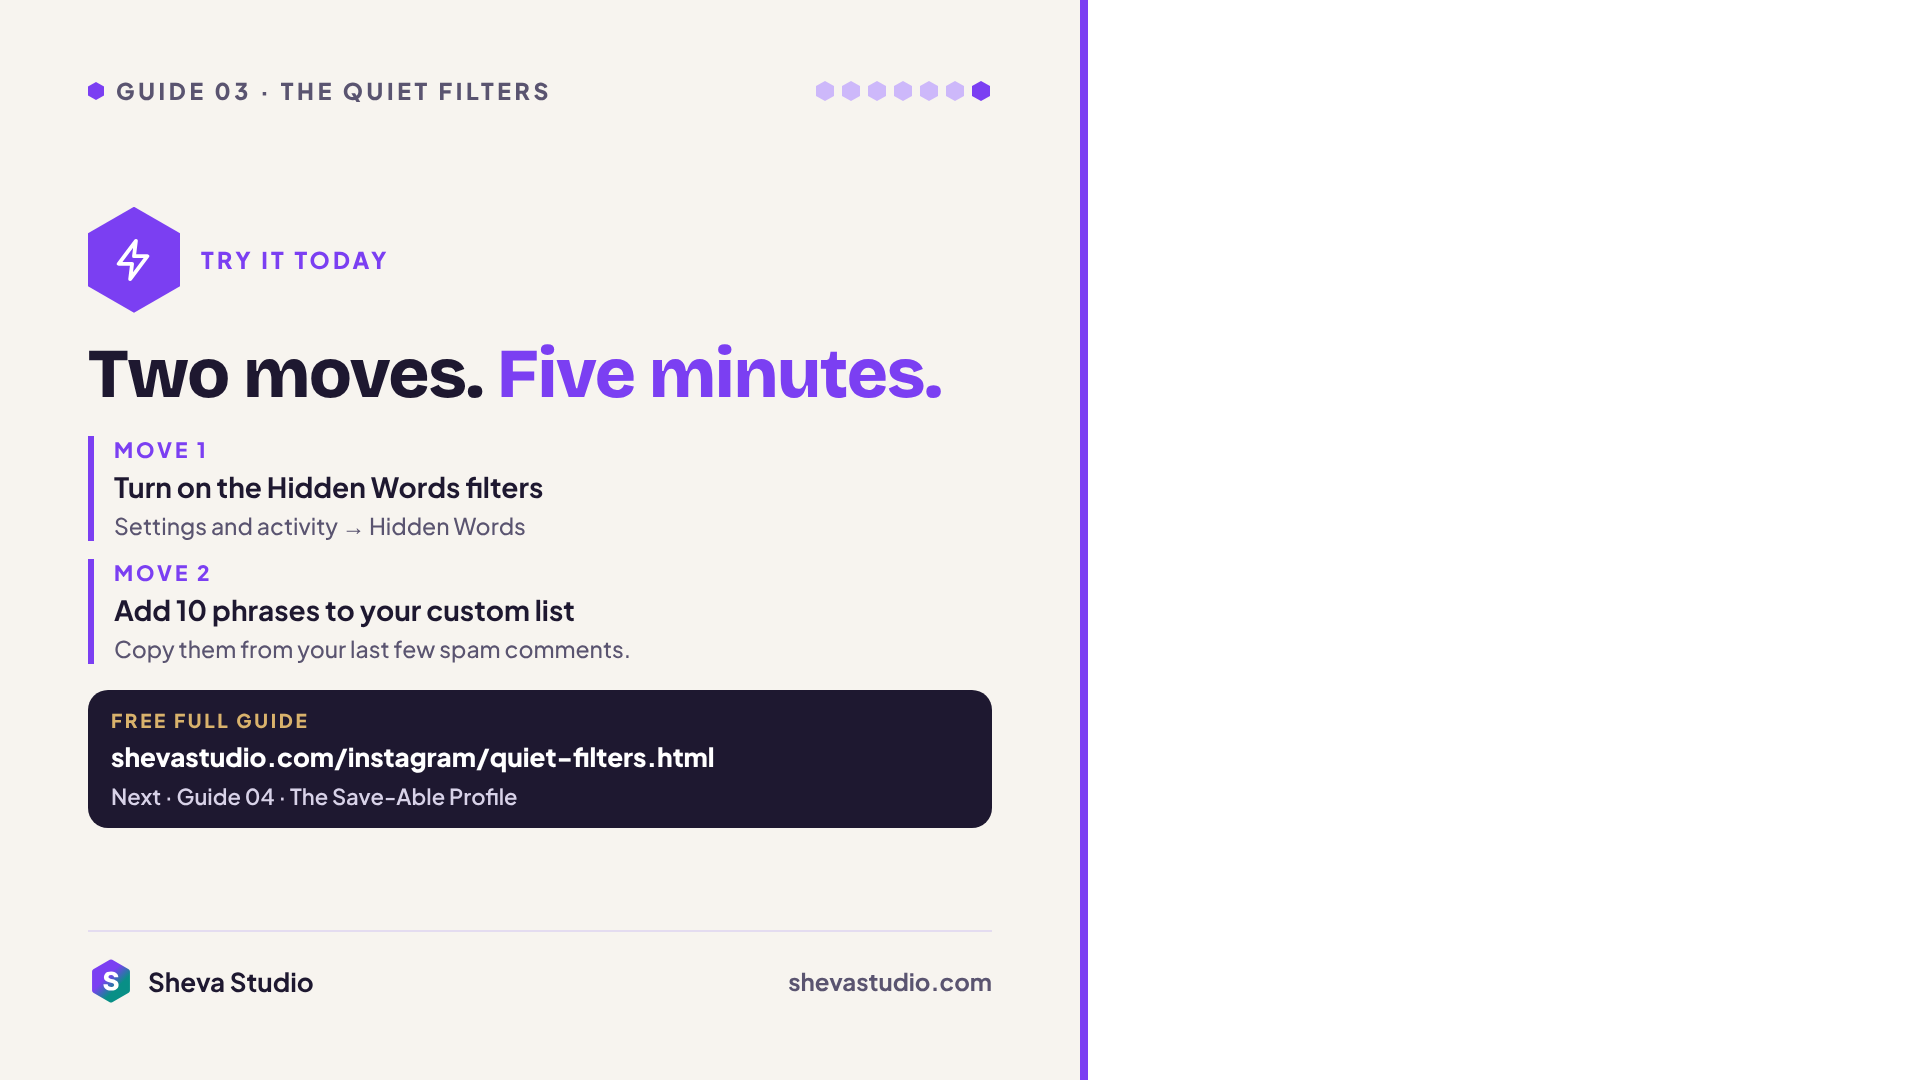 GUIDE 03 · THE QUIET FILTERS
TRY IT TODAY
Two moves. Five minutes.
MOVE 1
Turn on the Hidden Words filters
Settings and activity → Hidden Words
MOVE 2
Add 10 phrases to your custom list
Copy them from your last few spam comments.
FREE FULL GUIDE
shevastudio.com/instagram/quiet-filters.html
Next · Guide 04 · The Save-Able Profile
S Sheva Studio
shevastudio.com